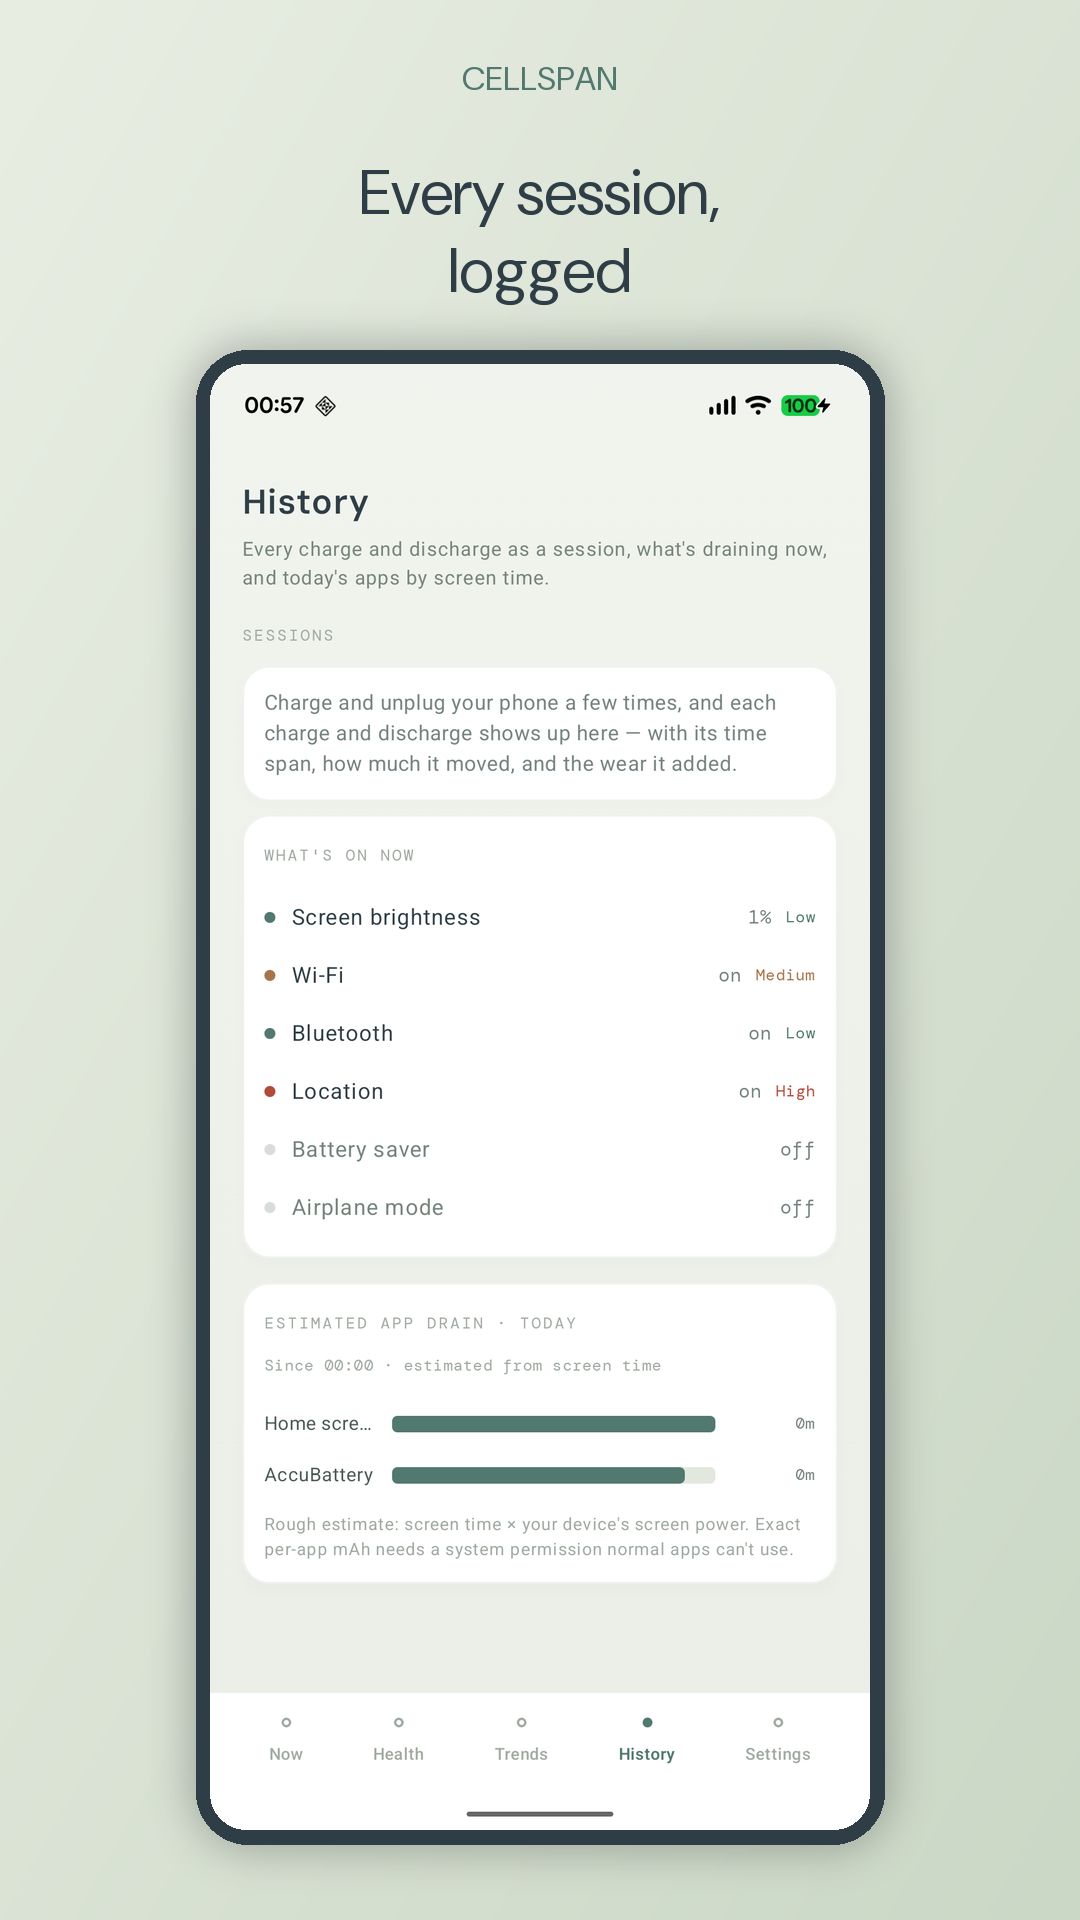 CELLSPAN
Every session,
logged
00:57
100
History
Every charge and discharge as a session, what's draining now,
and today's apps by screen time.
SESSIONS
Charge and unplug your phone a few times, and each
charge and discharge shows up here — with its time
span, how much it moved, and the wear it added.
WHAT'S ON NOW
Screen brightness 1% Low
Wi-Fi on Medium
Bluetooth on Low
Location on High
Battery saver off
Airplane mode off
ESTIMATED APP DRAIN · TODAY
Since 00:00 · estimated from screen time
Home scre... 0m
AccuBattery 0m
Rough estimate: screen time × your device's screen power. Exact
per-app mAh needs a system permission normal apps can't use.
Now Health Trends History Settings